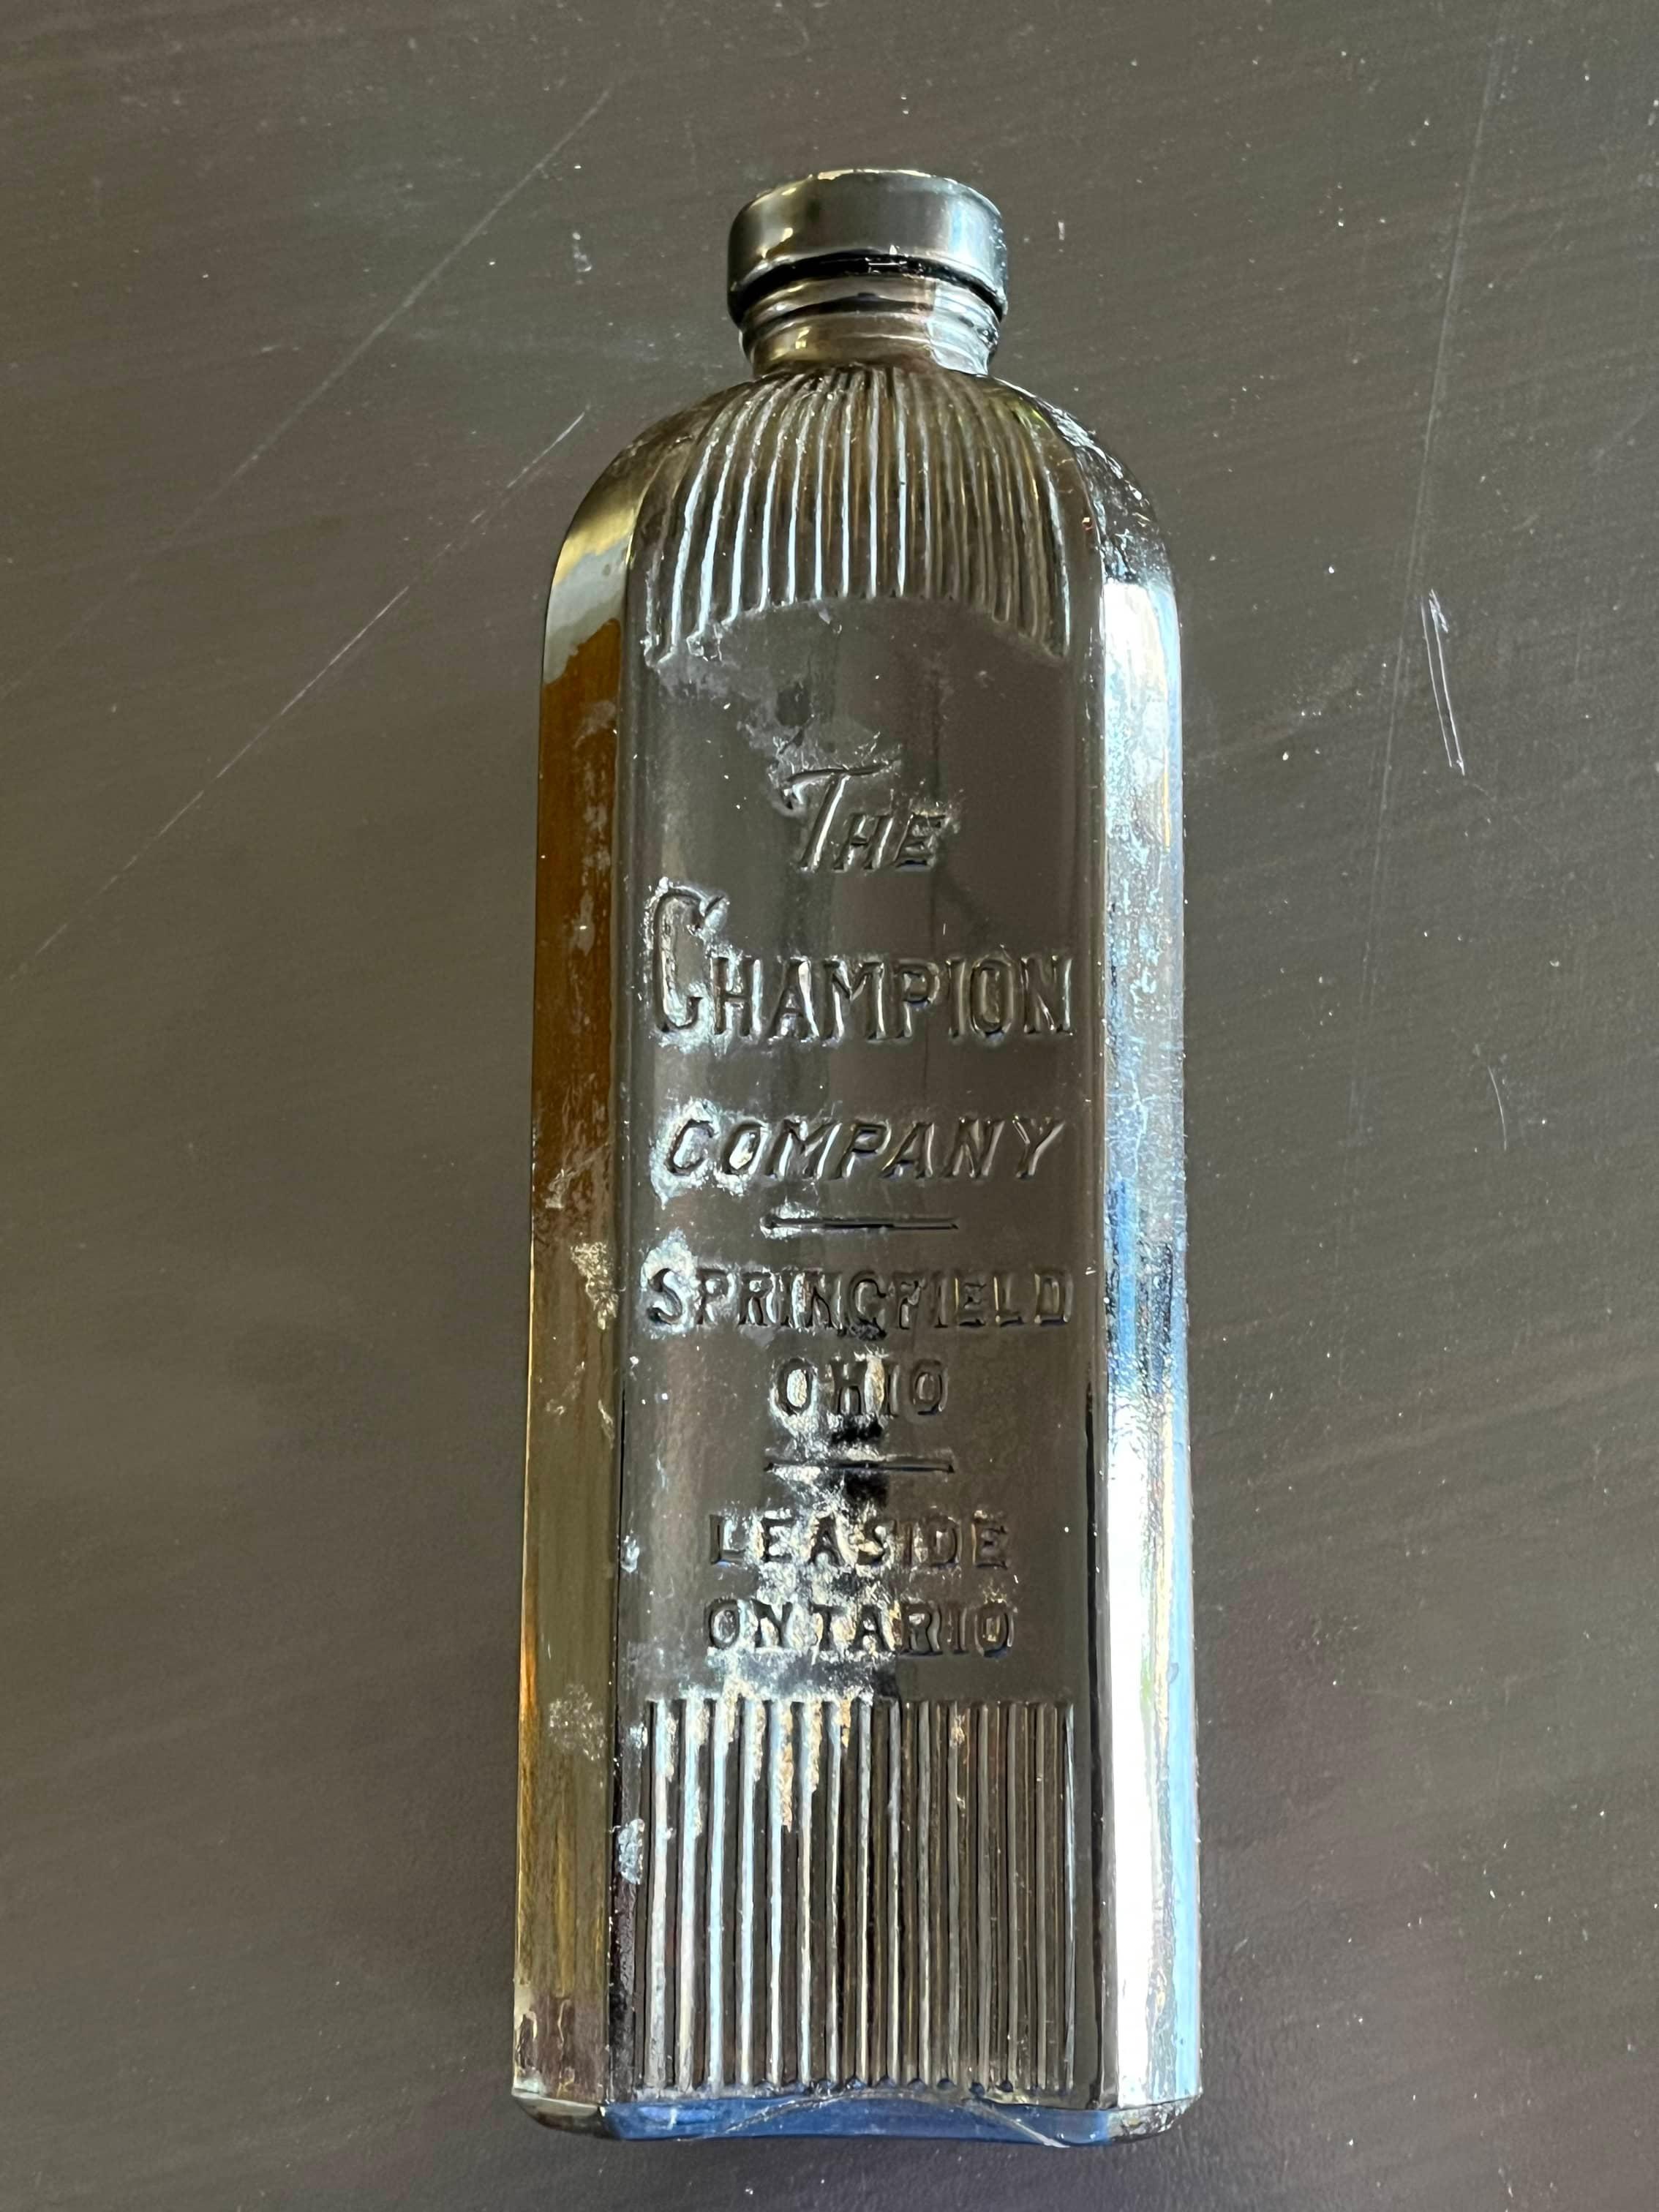 THE
CHAMPION
COMPANY
SPRINGFIELD
OHIO
LEASIDE
ONTARIO